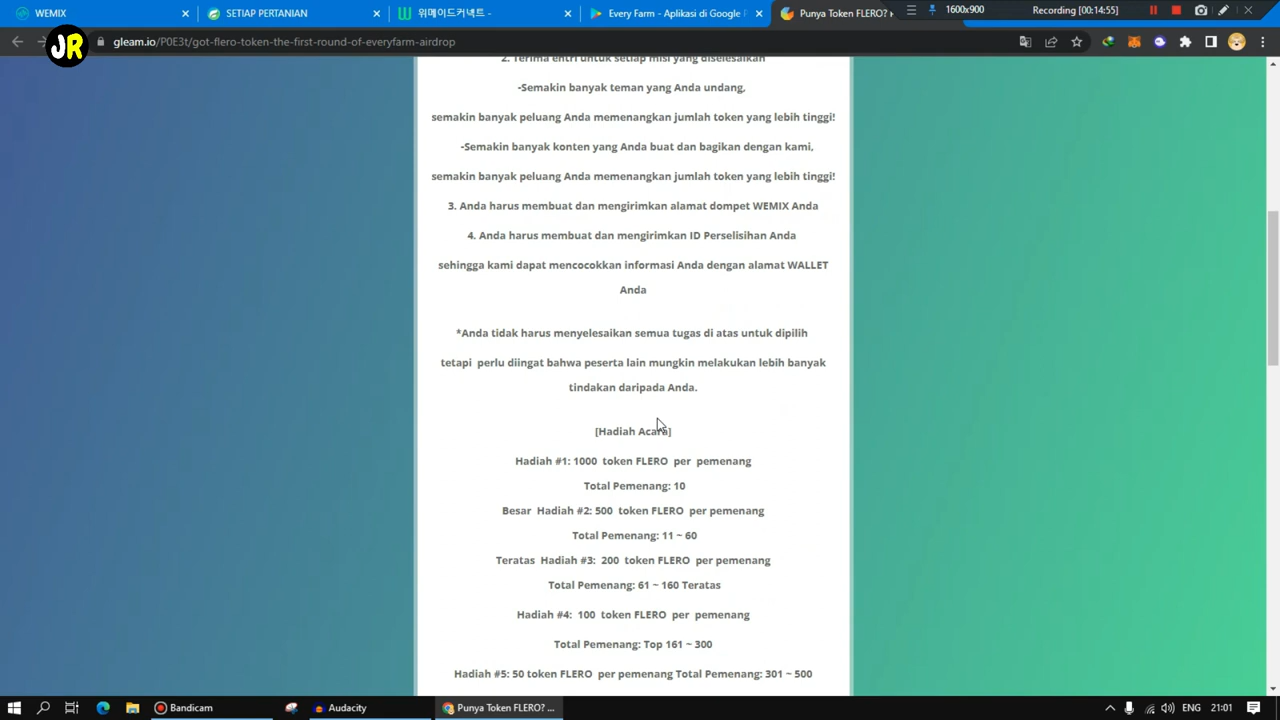 WEMIX
SETIAP PERTANIAN
위메이드커넥트 -
Every Farm - Aplikasi di Google P
Punya Token FLERO?
1600x900
Recording [00:14:55]
JR
gleam.io/P0E3t/got-flero-token-the-first-round-of-everyfarm-airdrop
2. Terima entri untuk setiap misi yang diselesaikan
-Semakin banyak teman yang Anda undang,
semakin banyak peluang Anda memenangkan jumlah token yang lebih tinggi!
-Semakin banyak konten yang Anda buat dan bagikan dengan kami,
semakin banyak peluang Anda memenangkan jumlah token yang lebih tinggi!
3. Anda harus membuat dan mengirimkan alamat dompet WEMIX Anda
4. Anda harus membuat dan mengirimkan ID Perselisihan Anda
sehingga kami dapat mencocokkan informasi Anda dengan alamat WALLET
Anda
*Anda tidak harus menyelesaikan semua tugas di atas untuk dipilih
tetapi perlu diingat bahwa peserta lain mungkin melakukan lebih banyak
tindakan daripada Anda.
[Hadiah Acara]
Hadiah #1: 1000 token FLERO per pemenang
Total Pemenang: 10
Besar Hadiah #2: 500 token FLERO per pemenang
Total Pemenang: 11 ~ 60
Teratas Hadiah #3: 200 token FLERO per pemenang
Total Pemenang: 61 ~ 160 Teratas
Hadiah #4: 100 token FLERO per pemenang
Total Pemenang: Top 161 ~ 300
Hadiah #5: 50 token FLERO per pemenang Total Pemenang: 301 ~ 500
Bandicam
Audacity
Punya Token FLERO? ...
ENG
21:01